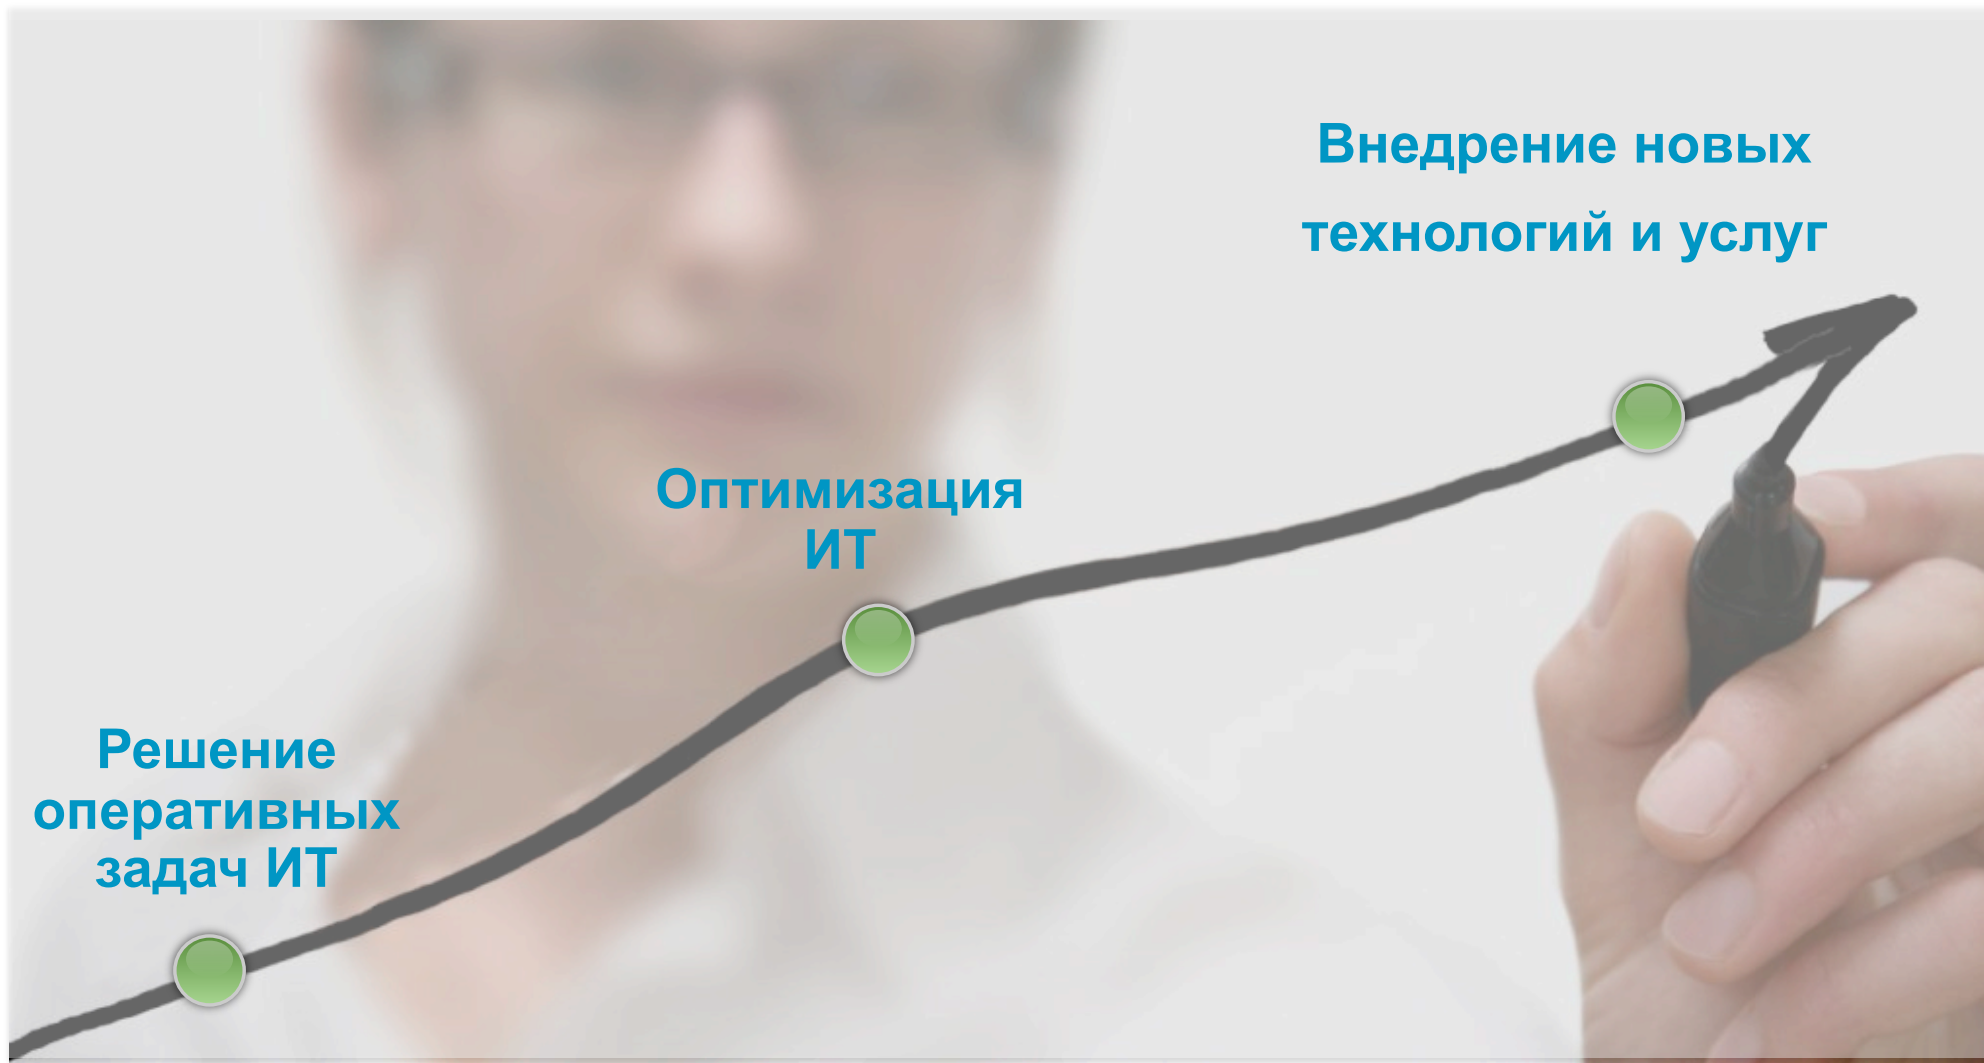 Внедрение новых
технологий и услуг
Оптимизация
ИТ
Решение
оперативных
задач ИТ